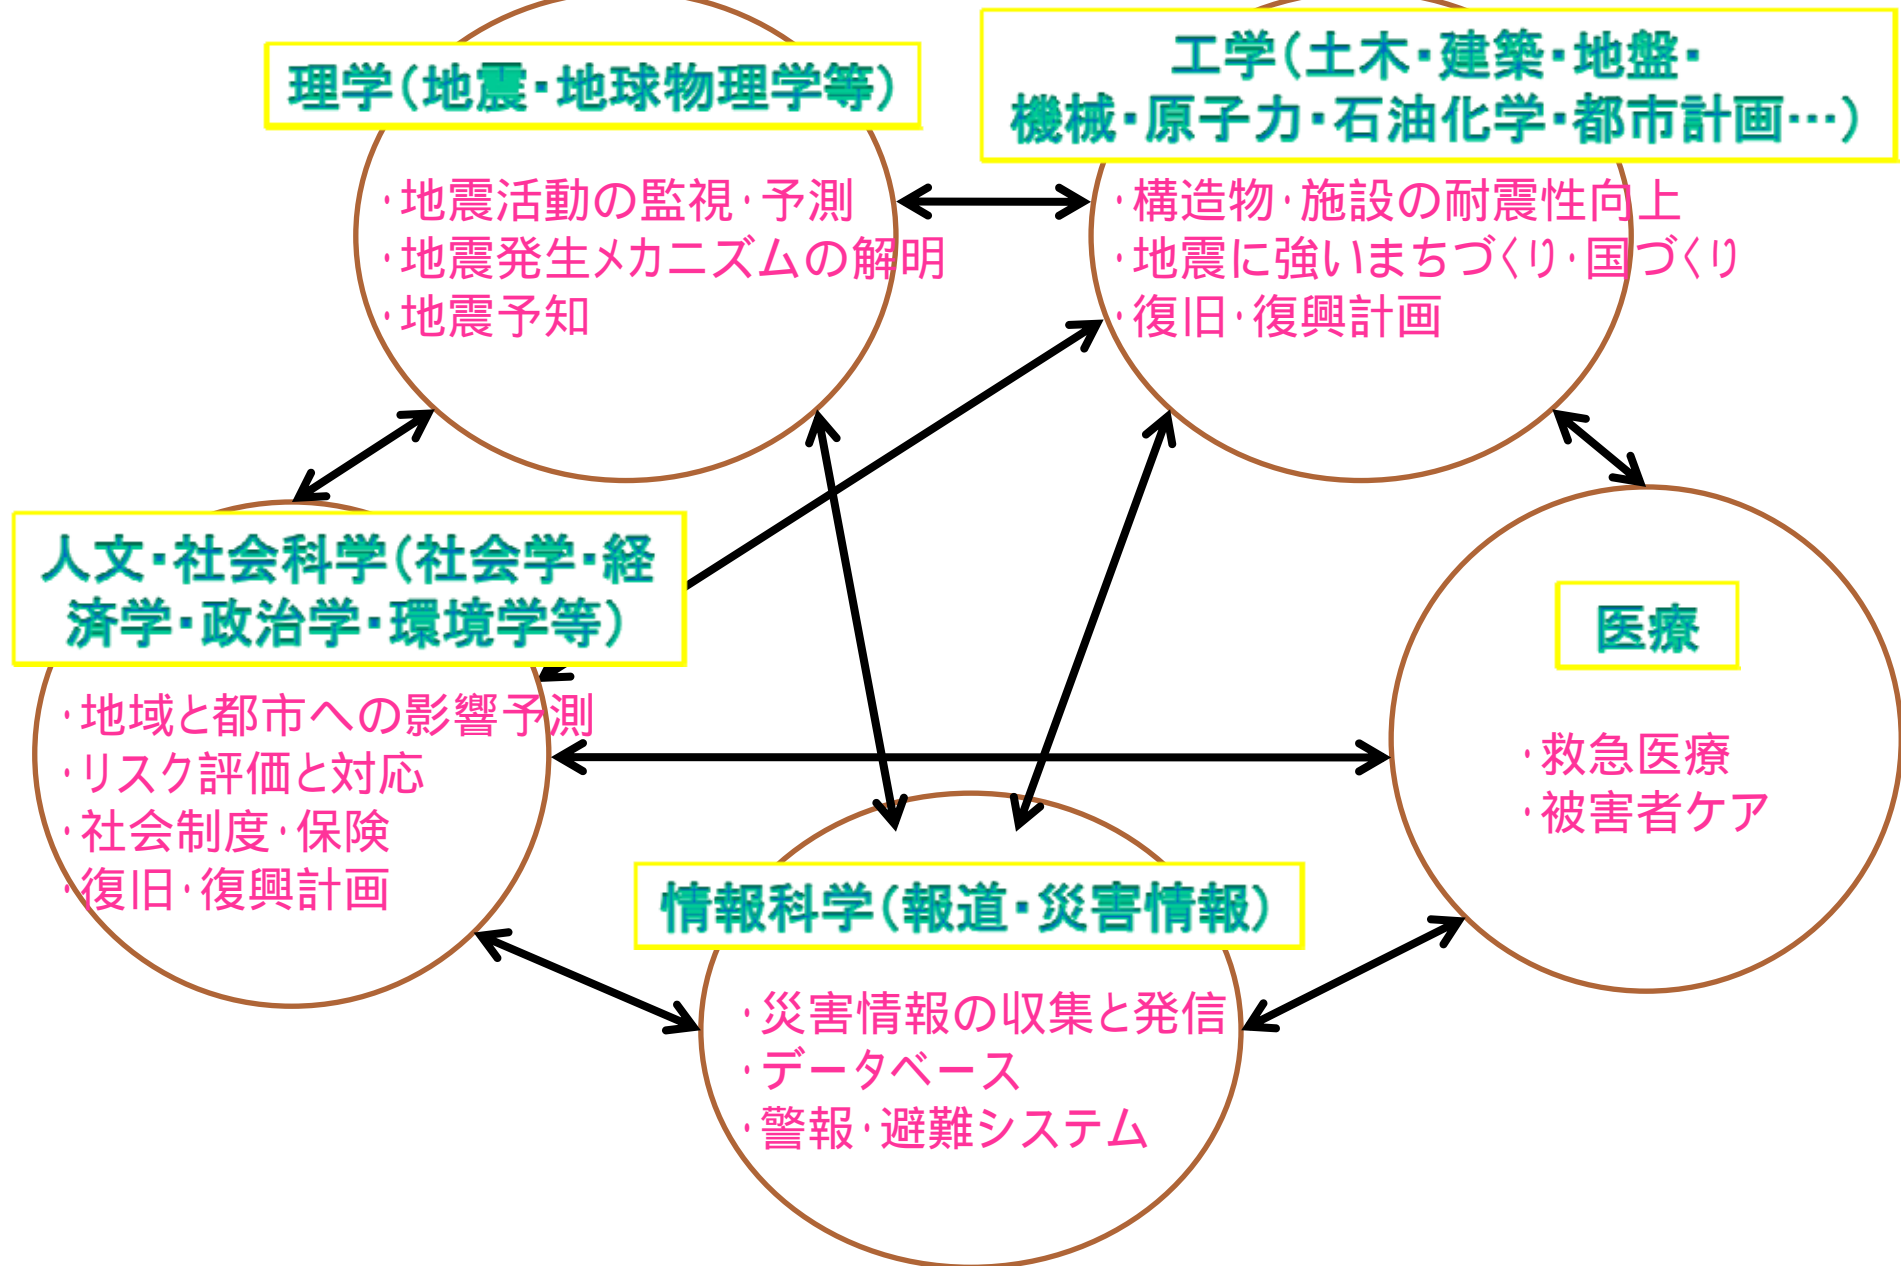 理学（地震・地球物理学等）
・地震活動の監視・予測
・地震発生メカニズムの解明
・地震予知
工学（土木・建築・地盤・
機械・原子力・石油化学・都市計画…）
・構造物・施設の耐震性向上
・地震に強いまちづくり・国づくり
・復旧・復興計画
人文・社会科学（社会学・経
済学・政治学・環境学等）
・地域と都市への影響予測
・リスク評価と対応
・社会制度・保険
・復旧・復興計画
医療
・救急医療
・被害者ケア
情報科学（報道・災害情報）
・災害情報の収集と発信
・データベース
・警報・避難システム